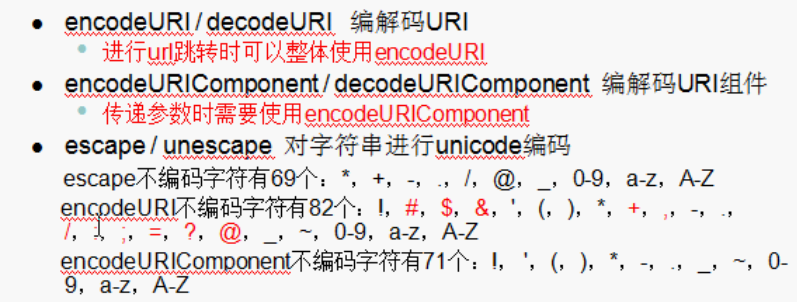 ● encodeURI / decodeURI 编解码URI
● 进行url跳转时可以整体使用encodeURI
● encodeURIComponent / decodeURIComponent 编解码URI组件
● 传递参数时需要使用encodeURIComponent
● escape / unescape 对字符串进行unicode编码
escape不编码字符有69个：*，+，-，.，/，@，_，0-9，a-z，A-Z
encodeURI不编码字符有82个：!，#，$，&，'，(，)，*，+，,，-，.，
/，:，;，=，?，@，_，~，0-9，a-z，A-Z
encodeURIComponent不编码字符有71个：!，'，(，)，*，-，.，_，~，0-
9，a-z，A-Z